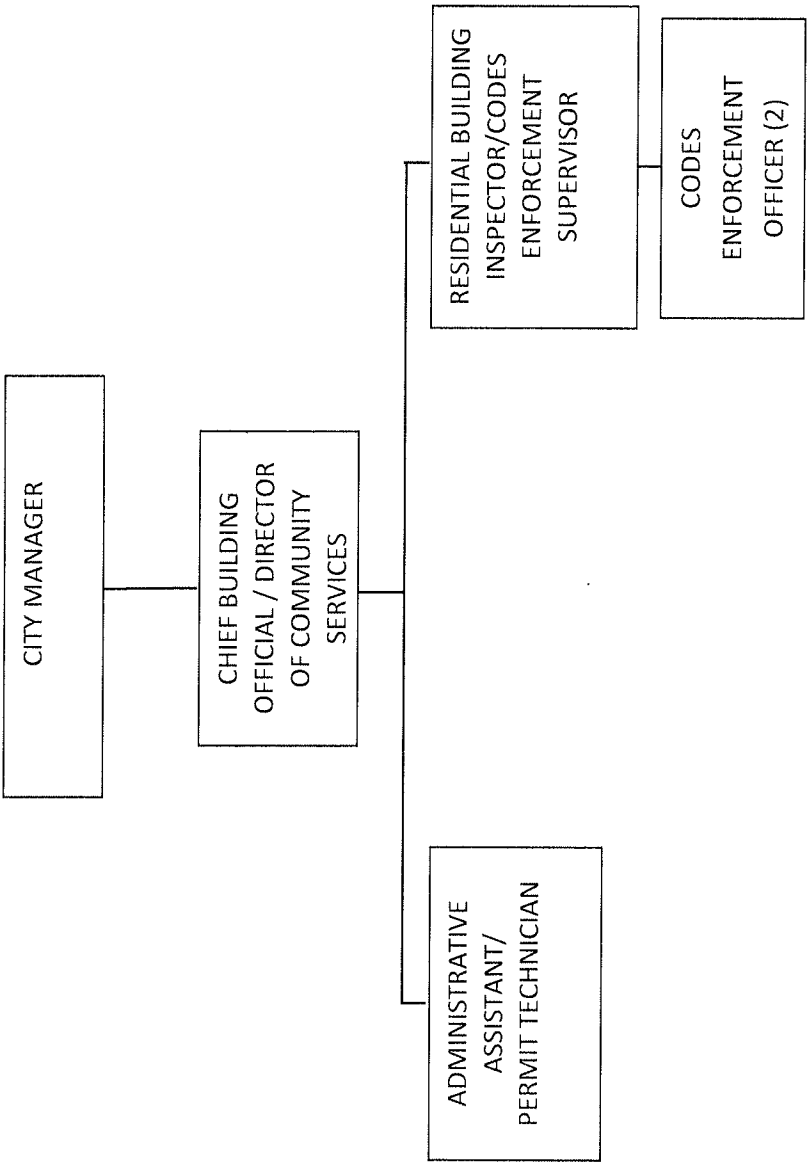 CITY MANAGER
CHIEF BUILDING
OFFICIAL / DIRECTOR
OF COMMUNITY
SERVICES
ADMINISTRATIVE
ASSISTANT/
PERMIT TECHNICIAN
RESIDENTIAL BUILDING
INSPECTOR/CODES
ENFORCEMENT
SUPERVISOR
CODES
ENFORCEMENT
OFFICER (2)